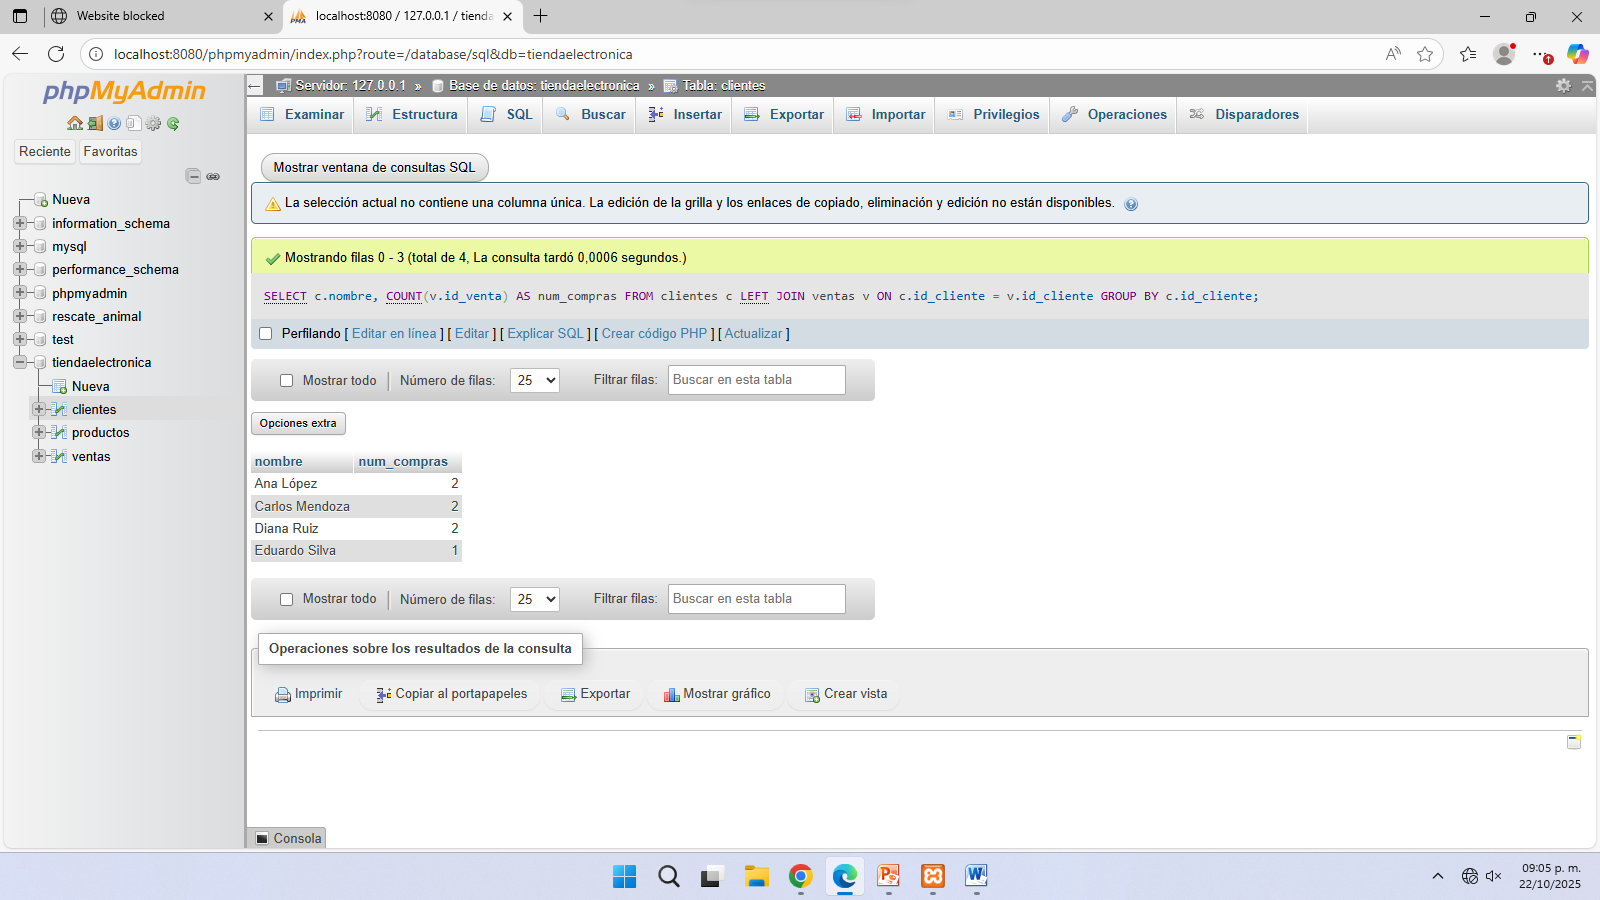 Website blocked
localhost:8080 / 127.0.0.1 / tienda
localhost:8080/phpmyadmin/index.php?route=/database/sql&db=tiendaelectronica
phpMyAdmin
Reciente
Favoritas
Nueva
information_schema
mysql
performance_schema
phpmyadmin
rescate_animal
test
tiendaelectronica
Nueva
clientes
productos
ventas
Servidor: 127.0.0.1 » Base de datos: tiendaelectronica » Tabla: clientes
Examinar Estructura SQL Buscar Insertar Exportar Importar Privilegios Operaciones Disparadores
Mostrar ventana de consultas SQL
La selección actual no contiene una columna única. La edición de la grilla y los enlaces de copiado, eliminación y edición no están disponibles.
Mostrando filas 0 - 3 (total de 4, La consulta tardó 0,0006 segundos.)
SELECT c.nombre, COUNT(v.id_venta) AS num_compras FROM clientes c LEFT JOIN ventas v ON c.id_cliente = v.id_cliente GROUP BY c.id_cliente;
Perfilando [ Editar en línea ] [ Editar ] [ Explicar SQL ] [ Crear código PHP ] [ Actualizar ]
Mostrar todo | Número de filas: 25 Filtrar filas: Buscar en esta tabla
Opciones extra
nombre num_compras
Ana López 2
Carlos Mendoza 2
Diana Ruiz 2
Eduardo Silva 1
Mostrar todo | Número de filas: 25 Filtrar filas: Buscar en esta tabla
Operaciones sobre los resultados de la consulta
Imprimir Copiar al portapapeles Exportar Mostrar gráfico Crear vista
Consola
09:05 p. m.
22/10/2025